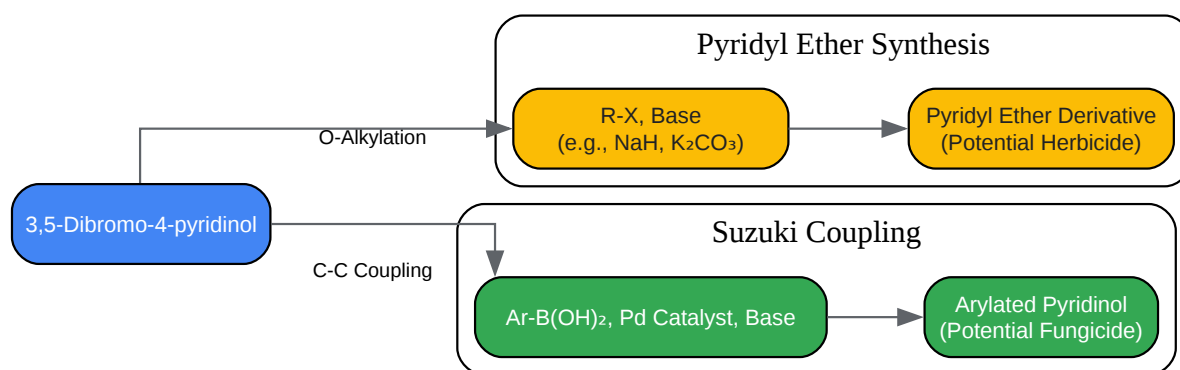 Pyridyl Ether Synthesis
R-X, Base
(e.g., NaH, K₂CO₃)
Pyridyl Ether Derivative
(Potential Herbicide)
O-Alkylation
3,5-Dibromo-4-pyridinol
Suzuki Coupling
C-C Coupling
Ar-B(OH)₂, Pd Catalyst, Base
Arylated Pyridinol
(Potential Fungicide)